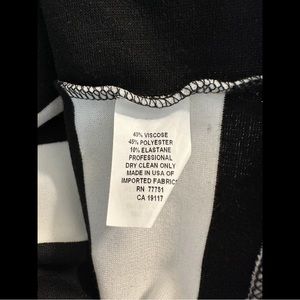 43% VISCOSE
45% POLYESTER
10% ELASTANE
PROFESSIONAL
DRY CLEAN ONLY
MADE IN USA OF
IMPORTED FABRIC
RN 77781
CA 19117